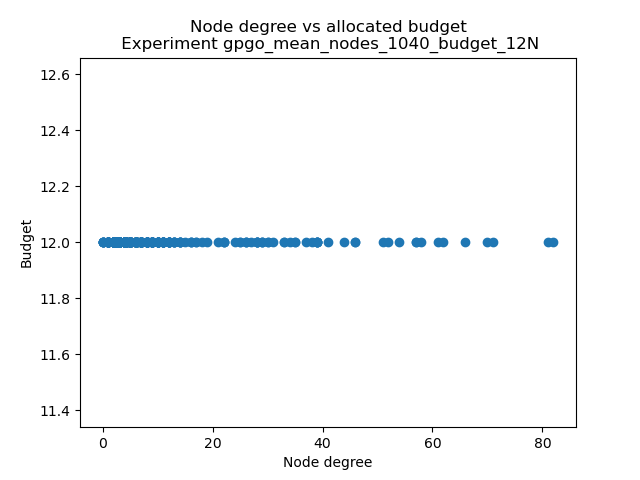 Node degree vs allocated budget
Experiment gpgo_mean_nodes_1040_budget_12N
12.6
12.4
12.2
12.0
11.8
11.6
11.4
Budget
0 20 40 60 80
Node degree